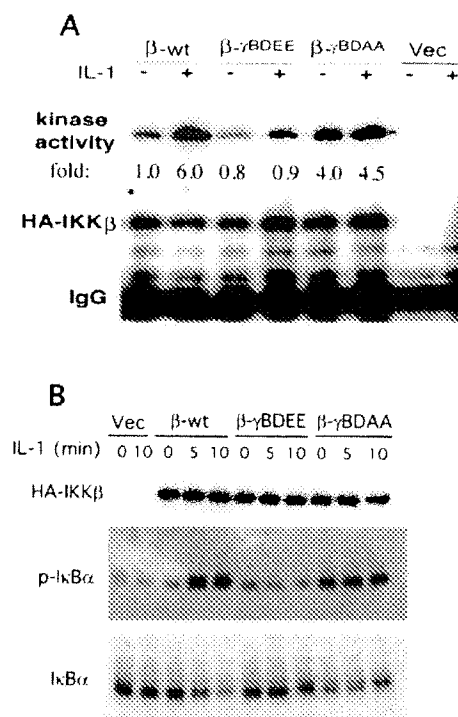 A
β-wt β-γBDEE β-γBDAA Vec
IL-1 - + - + - + - +
kinase
activity
fold: 1.0 6.0 0.8 0.9 4.0 4.5
HA-IKKβ
IgG
B
Vec β-wt β-γBDEE β-γBDAA
IL-1 (min) 0 10 0 5 10 0 5 10 0 5 10
HA-IKKβ
p-IκBα
IκBα